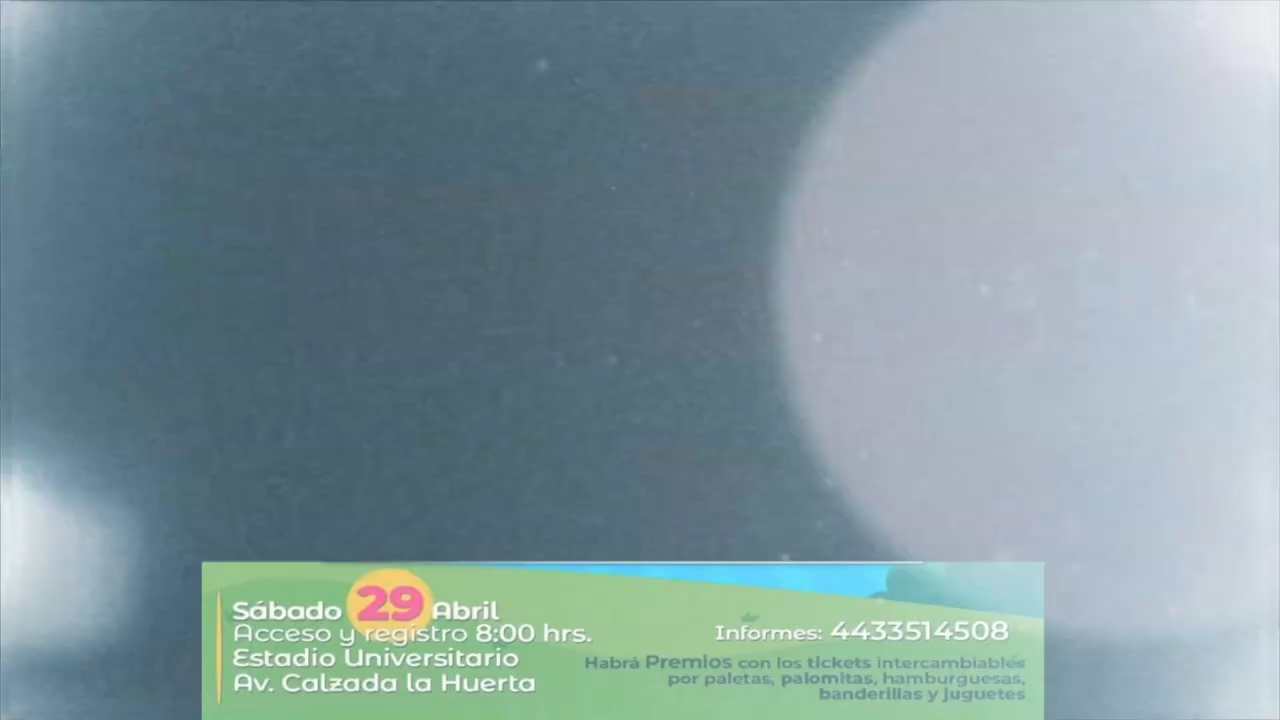 Sábado 29 Abril
Acceso y registro 8:00 hrs.
Estadio Universitario
Av. Calzada la Huerta
Informes: 4433514508
Habrá Premios con los tickets intercambiables
por paletas, palomitas, hamburguesas,
banderillas y juguetes